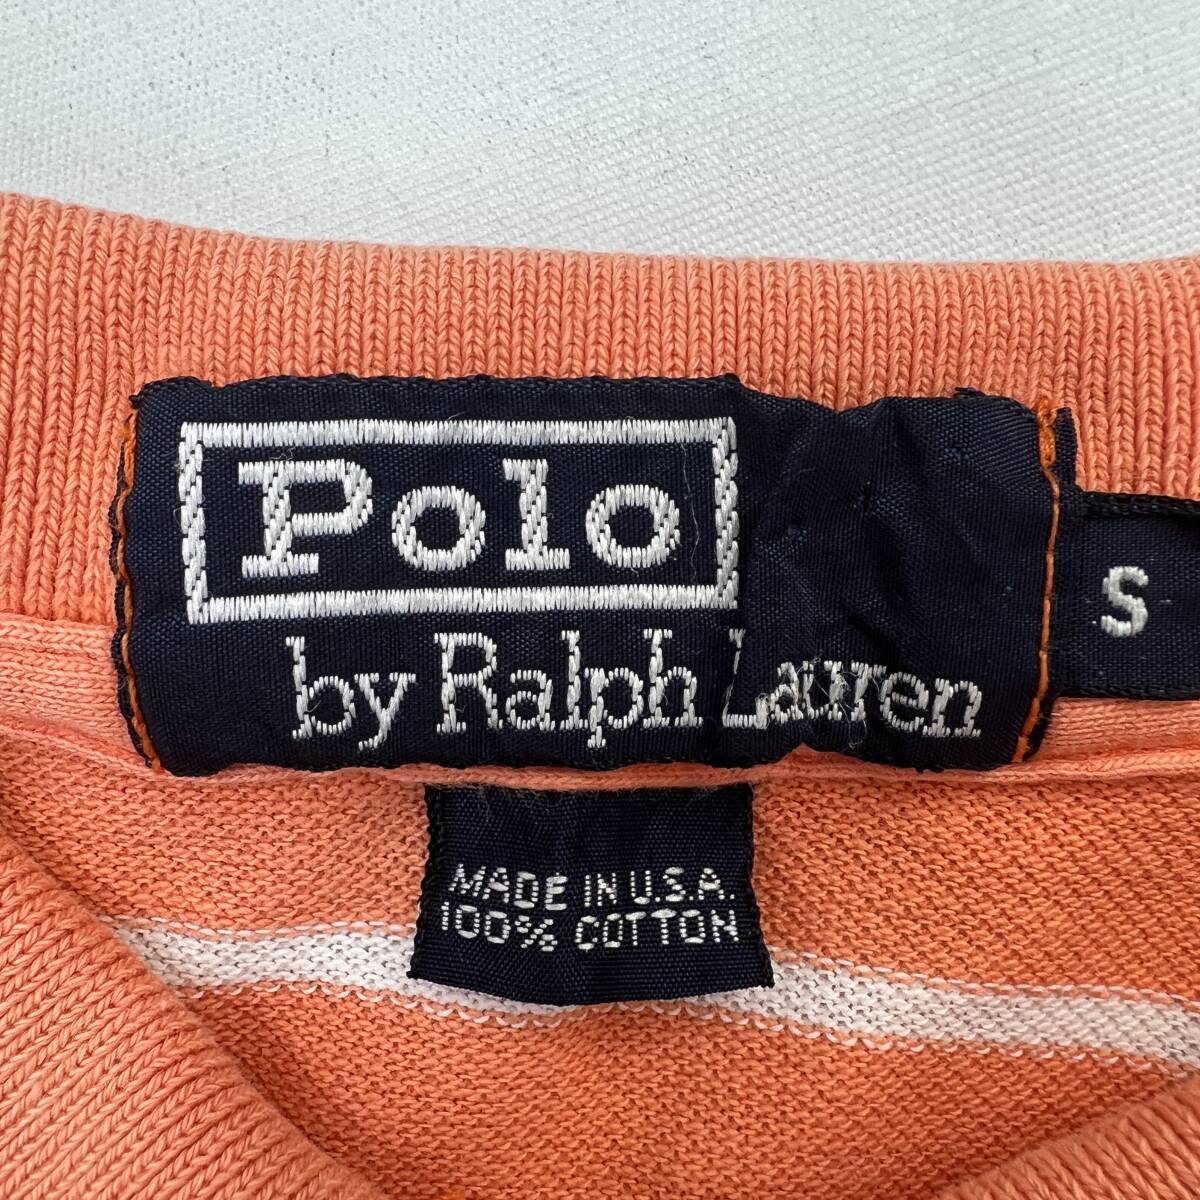 Polo
by Ralph Lauren
S
MADE IN U.S.A.
100% COTTON